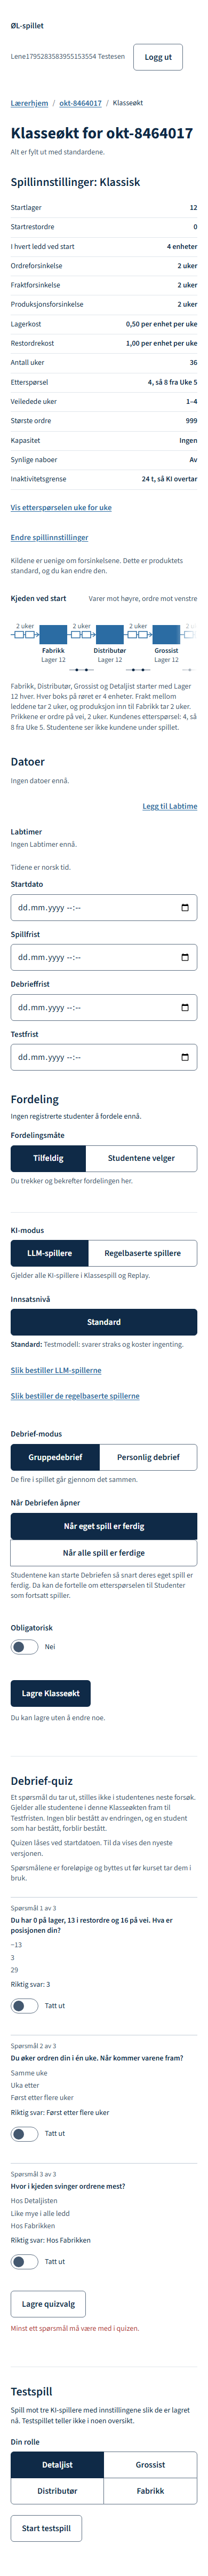 ØL-spillet
Lene1795283583955153554 Testesen
Logg ut
Lærerhjem / okt-8464017 / Klasseøkt
Klasseøkt for okt-8464017
Alt er fylt ut med standardene.
Spillinnstillinger: Klassisk
Startlager 12
Startrestordre 0
I hvert ledd ved start 4 enheter
Ordreforsinkelse 2 uker
Fraktforsinkelse 2 uker
Produksjonsforsinkelse 2 uker
Lagerkost 0,50 per enhet per uke
Restordrekost 1,00 per enhet per uke
Antall uker 36
Etterspørsel 4, så 8 fra Uke 5
Veiledede uker 1–4
Største ordre 999
Kapasitet Ingen
Synlige naboer Av
Inaktivitetsgrense 24 t, så KI overtar
Vis etterspørselen uke for uke
Endre spillinnstillinger
Kildene er uenige om forsinkelsene. Dette er produktets
standard, og du kan endre den.
Kjeden ved start Varer mot høyre, ordre mot venstre
2 uker 2 uker 2 uker
Fabrikk Distributør Grossist
Lager 12 Lager 12 Lager 12
Fabrikk, Distributør, Grossist og Detaljist starter med Lager
12 hver. Hver boks på røret er 4 enheter. Frakt mellom
leddene tar 2 uker, og produksjon inn til Fabrikk tar 2 uker.
Prikkene er ordre på vei, 2 uker. Kundenes etterspørsel: 4, så
8 fra Uke 5. Studentene ser ikke kundene under spillet.
Datoer
Ingen datoer ennå.
Legg til Labtime
Labtimer
Ingen Labtimer ennå.
Tidene er norsk tid.
Startdato
dd.mm.yyyy --:--
Spillfrist
dd.mm.yyyy --:--
Debrieffrist
dd.mm.yyyy --:--
Testfrist
dd.mm.yyyy --:--
Fordeling
Ingen registrerte studenter å fordele ennå.
Fordelingsmåte
Tilfeldig Studentene velger
Du trekker og bekrefter fordelingen her.
KI-modus
LLM-spillere Regelbaserte spillere
Gjelder alle KI-spillere i Klassespill og Replay.
Innsatsnivå
Standard
Standard: Testmodell: svarer straks og koster ingenting.
Slik bestiller LLM-spillerne
Slik bestiller de regelbaserte spillerne
Debrief-modus
Gruppedebrief Personlig debrief
De fire i spillet går gjennom det sammen.
Når Debriefen åpner
Når eget spill er ferdig
Når alle spill er ferdige
Studentene kan starte Debriefen så snart deres eget spill er
ferdig. Da kan de fortelle om etterspørselen til Studenter
som fortsatt spiller.
Obligatorisk
Nei
Lagre Klasseøkt
Du kan lagre uten å endre noe.
Debrief-quiz
Et spørsmål du tar ut, stilles ikke i studentenes neste forsøk.
Gjelder alle studentene i denne Klasseøkten fram til
Testfristen. Ingen blir bestått av endringen, og en student
som har bestått, forblir bestått.
Quizen låses ved startdatoen. Til da vises den nyeste
versjonen.
Spørsmålene er foreløpige og byttes ut før kurset tar dem i
bruk.
Spørsmål 1 av 3
Du har 0 på lager, 13 i restordre og 16 på vei. Hva er
posisjonen din?
−13
3
29
Riktig svar: 3
Tatt ut
Spørsmål 2 av 3
Du øker ordren din i én uke. Når kommer varene fram?
Samme uke
Uka etter
Først etter flere uker
Riktig svar: Først etter flere uker
Tatt ut
Spørsmål 3 av 3
Hvor i kjeden svinger ordrene mest?
Hos Detaljisten
Like mye i alle ledd
Hos Fabrikken
Riktig svar: Hos Fabrikken
Tatt ut
Lagre quizvalg
Minst ett spørsmål må være med i quizen.
Testspill
Spill mot tre KI-spillere med innstillingene slik de er lagret
nå. Testspillet teller ikke i noen oversikt.
Din rolle
Detaljist Grossist
Distributør Fabrikk
Start testspill